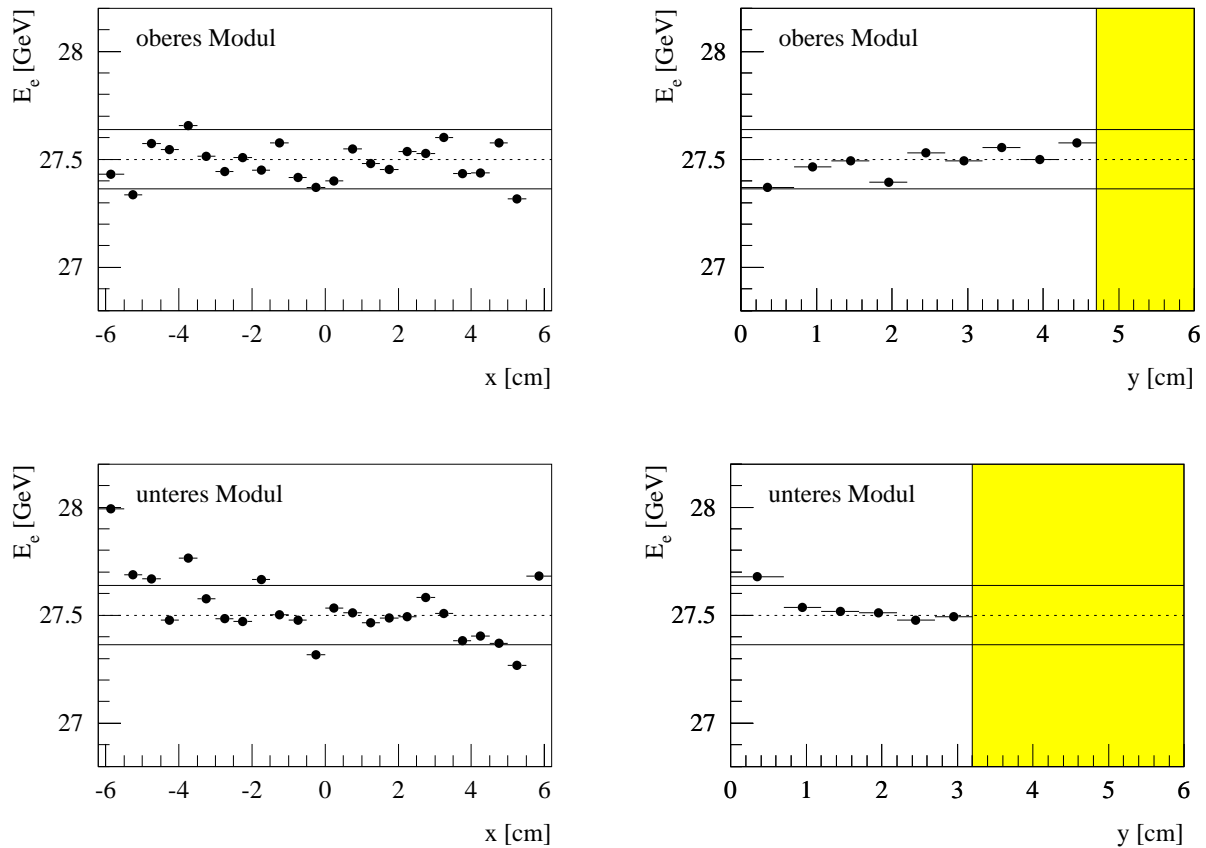 E_e [GeV]
oberes Modul
28
27.5
27
-6 -4 -2 0 2 4 6
x [cm]
E_e [GeV]
oberes Modul
28
27.5
27
0 1 2 3 4 5 6
y [cm]
E_e [GeV]
unteres Modul
28
27.5
27
-6 -4 -2 0 2 4 6
x [cm]
E_e [GeV]
unteres Modul
28
27.5
27
0 1 2 3 4 5 6
y [cm]